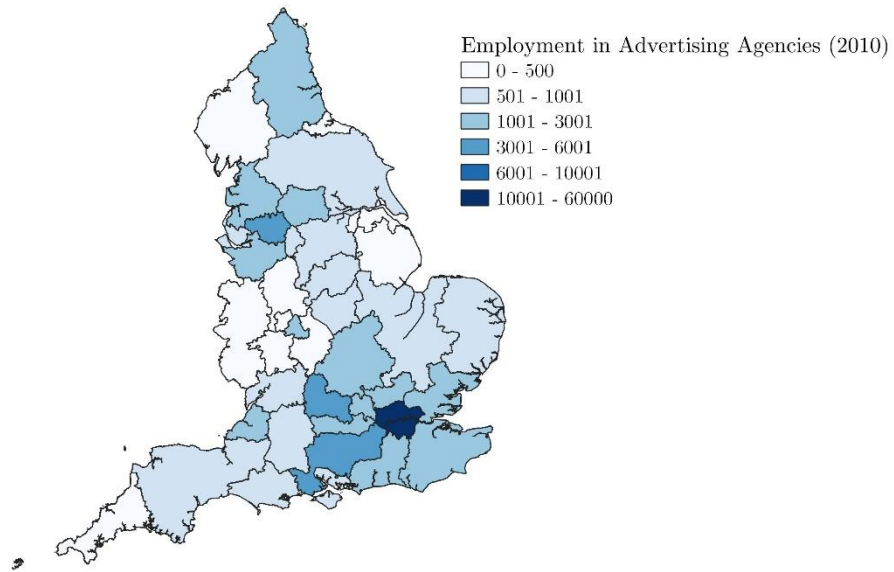 Employment in Advertising Agencies (2010)
0 - 500
501 - 1001
1001 - 3001
3001 - 6001
6001 - 10001
10001 - 60000